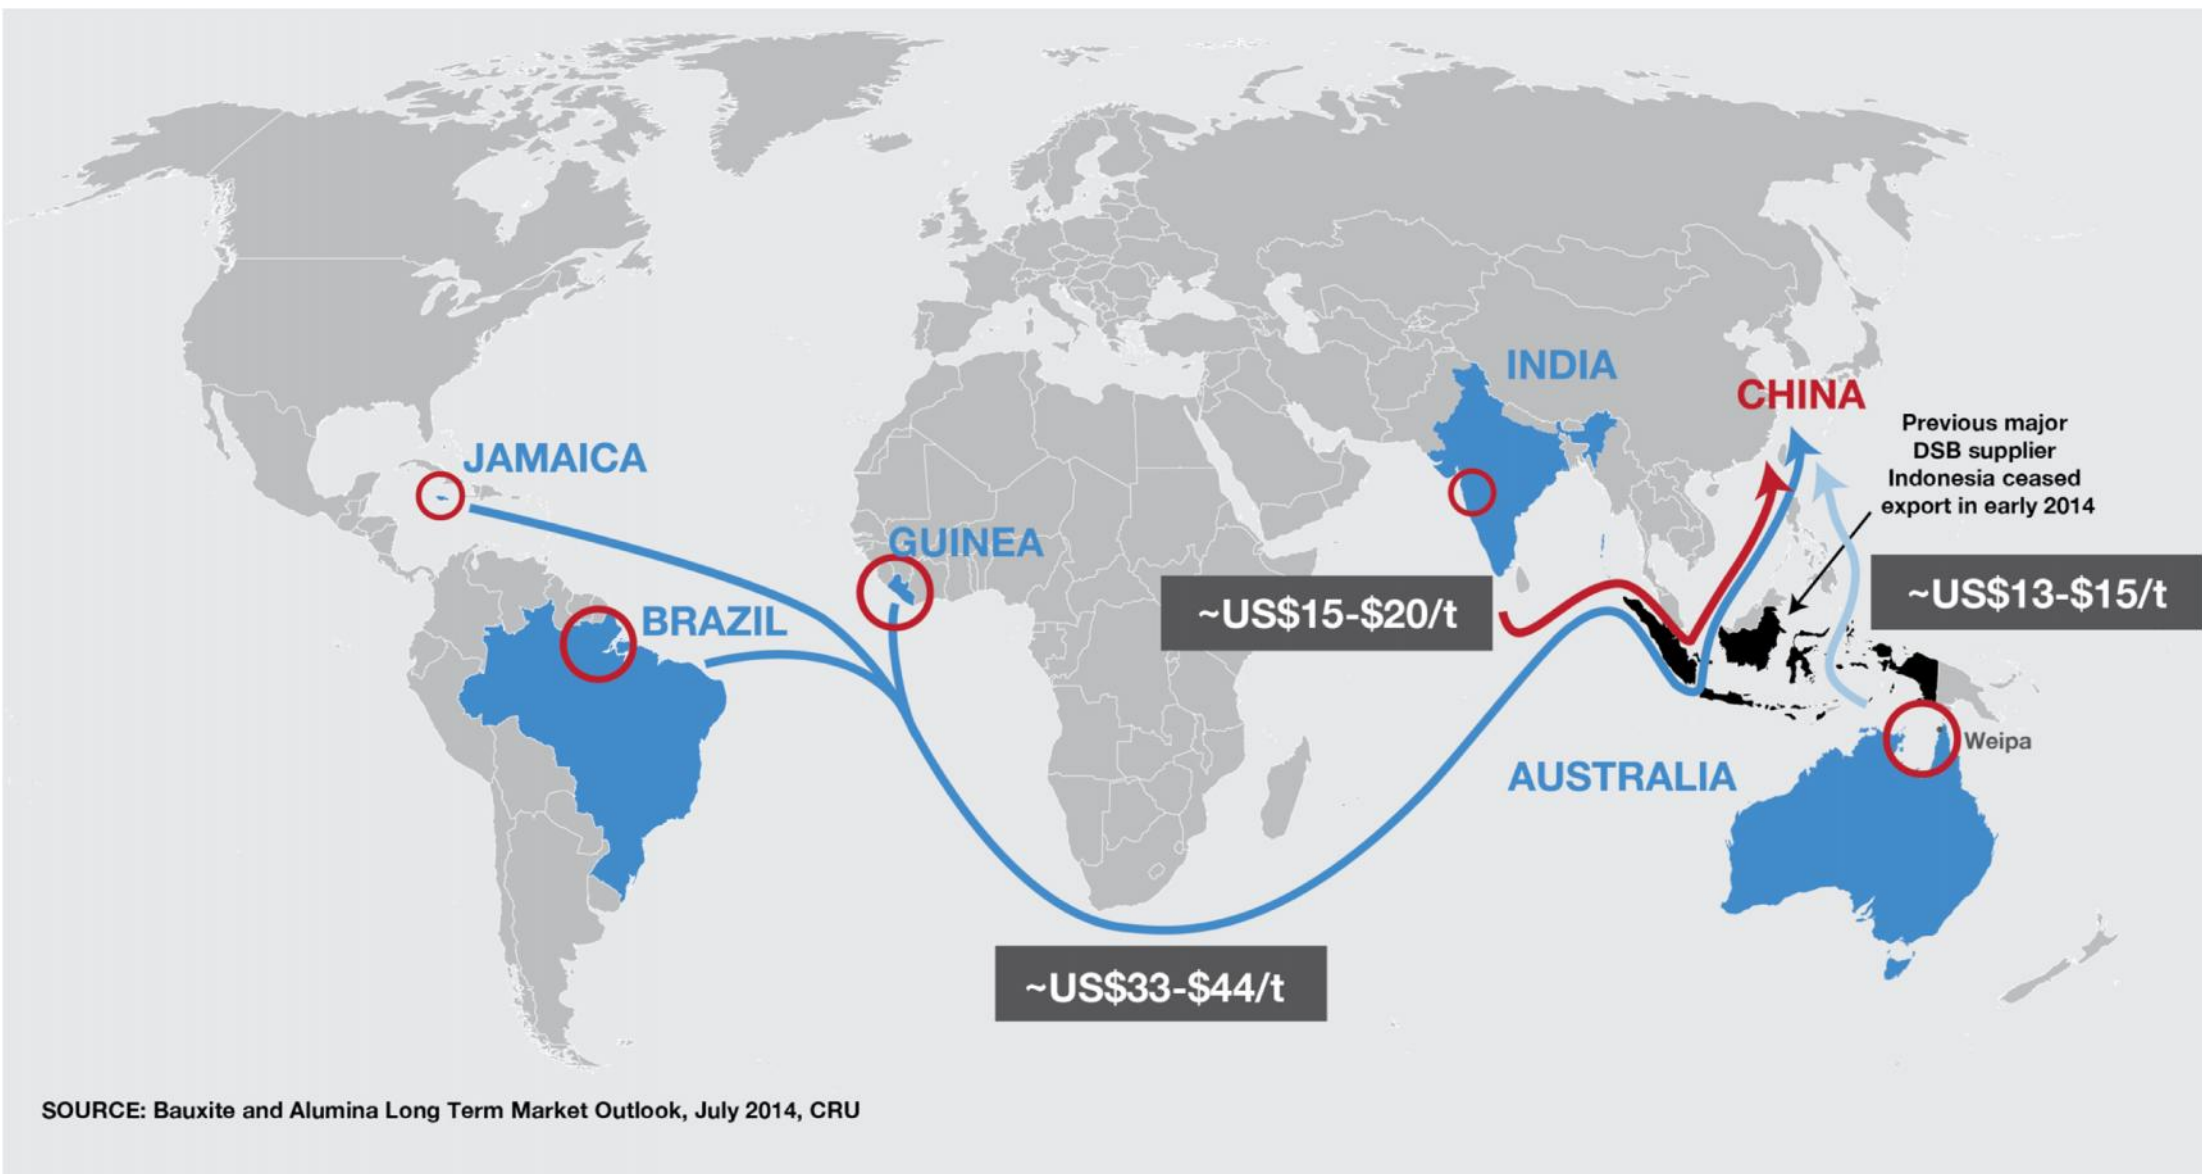 INDIA
CHINA
Previous major
DSB supplier
Indonesia ceased
export in early 2014
JAMAICA
GUINEA
BRAZIL
~US$15-$20/t
~US$13-$15/t
Weipa
AUSTRALIA
~US$33-$44/t
SOURCE: Bauxite and Alumina Long Term Market Outlook, July 2014, CRU